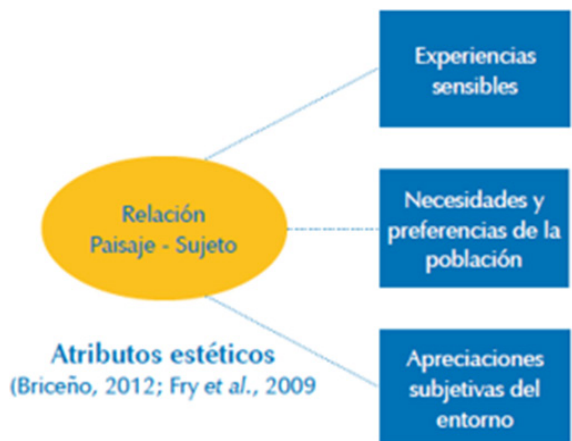 Experiencias
sensibles
Relación
Paisaje - Sujeto
Necesidades y
preferencias de la
población
Atributos estéticos
(Briceño, 2012; Fry et al., 2009
Apreciaciones
subjetivas del
entorno